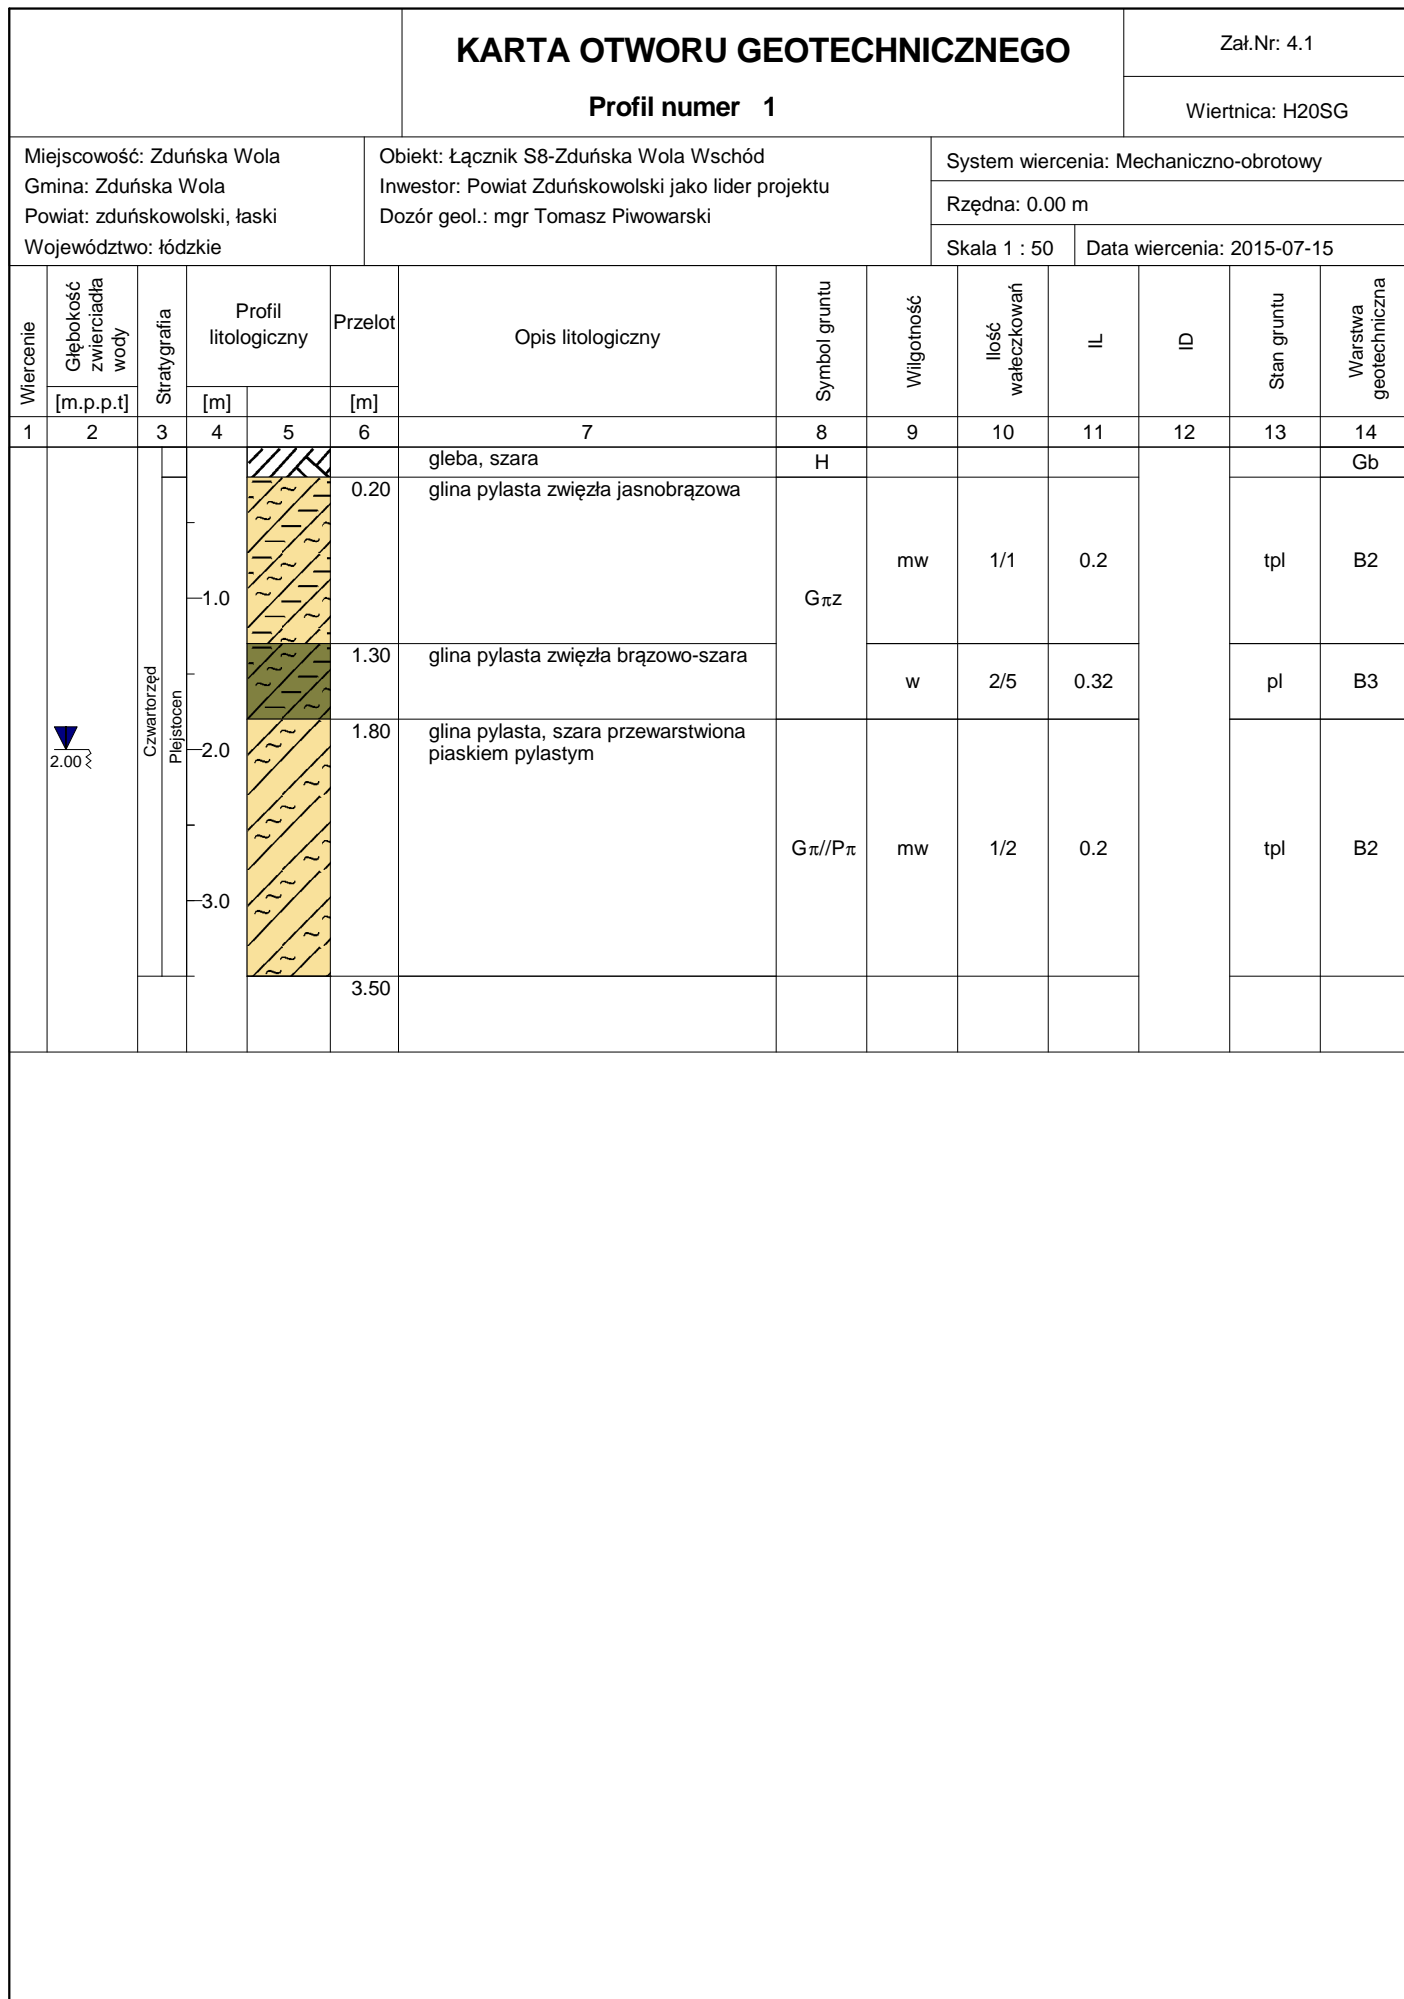 KARTA OTWORU GEOTECHNICZNEGO
Profil numer 1
Zał.Nr: 4.1
Wiertnica: H20SG
Miejscowość: Zduńska Wola
Gmina: Zduńska Wola
Powiat: zduńskowolski, łaski
Województwo: łódzkie
Obiekt: Łącznik S8-Zduńska Wola Wschód
Inwestor: Powiat Zduńskowolski jako lider projektu
Dozór geol.: mgr Tomasz Piwowarski
System wiercenia: Mechaniczno-obrotowy
Rzędna: 0.00 m
Skala 1 : 50
Data wiercenia: 2015-07-15
Wiercenie
Głębokość
zwierciadła
wody
[m.p.p.t]
Stratygrafia
Profil
litologiczny
[m]
Przelot
[m]
Opis litologiczny
Symbol gruntu
Wilgotność
Ilość
wałeczkowań
IL
ID
Stan gruntu
Warstwa
geotechniczna
1 2 3 4 5 6 7 8 9 10 11 12 13 14
gleba, szara H Gb
0.20 glina pylasta zwięzła jasnobrązowa
Gπz
mw 1/1 0.2 tpl B2
1.0
1.30 glina pylasta zwięzła brązowo-szara
w 2/5 0.32 pl B3
Czwartorzęd
Plejstocen
1.80 glina pylasta, szara przewarstwiona
piaskiem pylastym
2.00
2.0
Gπ//Pπ mw 1/2 0.2 tpl B2
3.0
3.50